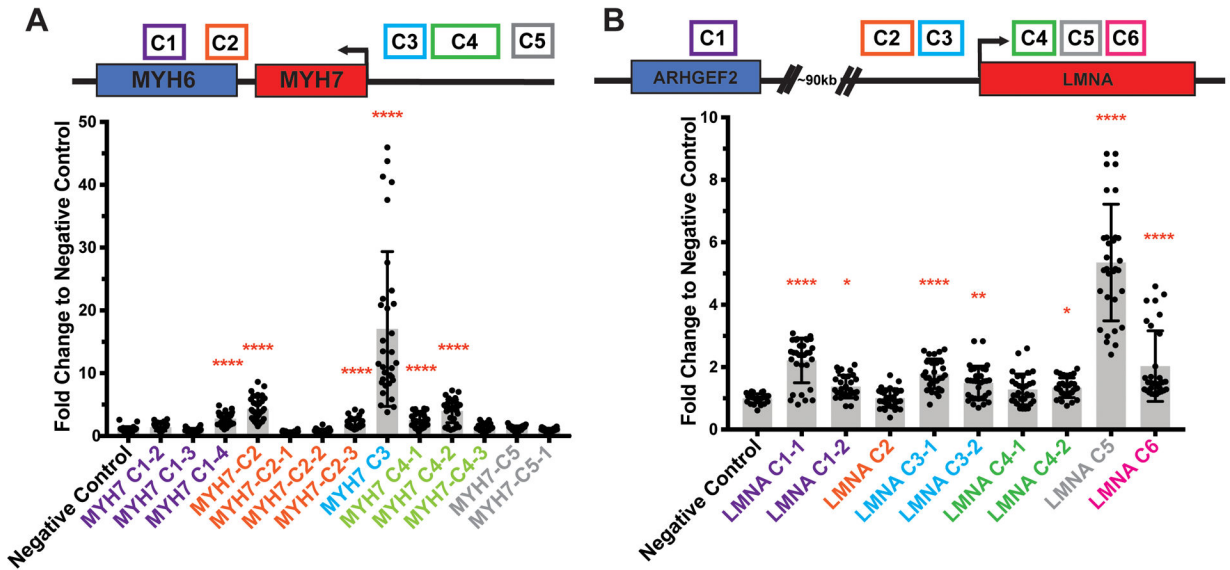 A
C1 C2 C3 C4 C5
MYH6 MYH7
****
50
40
30
20
10
0
Fold Change to Negative Control
**** **** **** **** ****
Negative Control
MYH7 C1-2
MYH7 C1-3
MYH7 C1-4
MYH7-C2
MYH7-C2-1
MYH7-C2-2
MYH7-C2-3
MYH7 C3
MYH7 C4-1
MYH7 C4-2
MYH7-C4-3
MYH7-C5
MYH7-C5-1
B
C1 C2 C3 C4 C5 C6
ARHGEF2 ~90kb LMNA
****
10
8
6
4
2
0
Fold Change to Negative Control
**** * **** ** * ****
Negative Control
LMNA C1-1
LMNA C1-2
LMNA C2
LMNA C3-1
LMNA C3-2
LMNA C4-1
LMNA C4-2
LMNA C5
LMNA C6